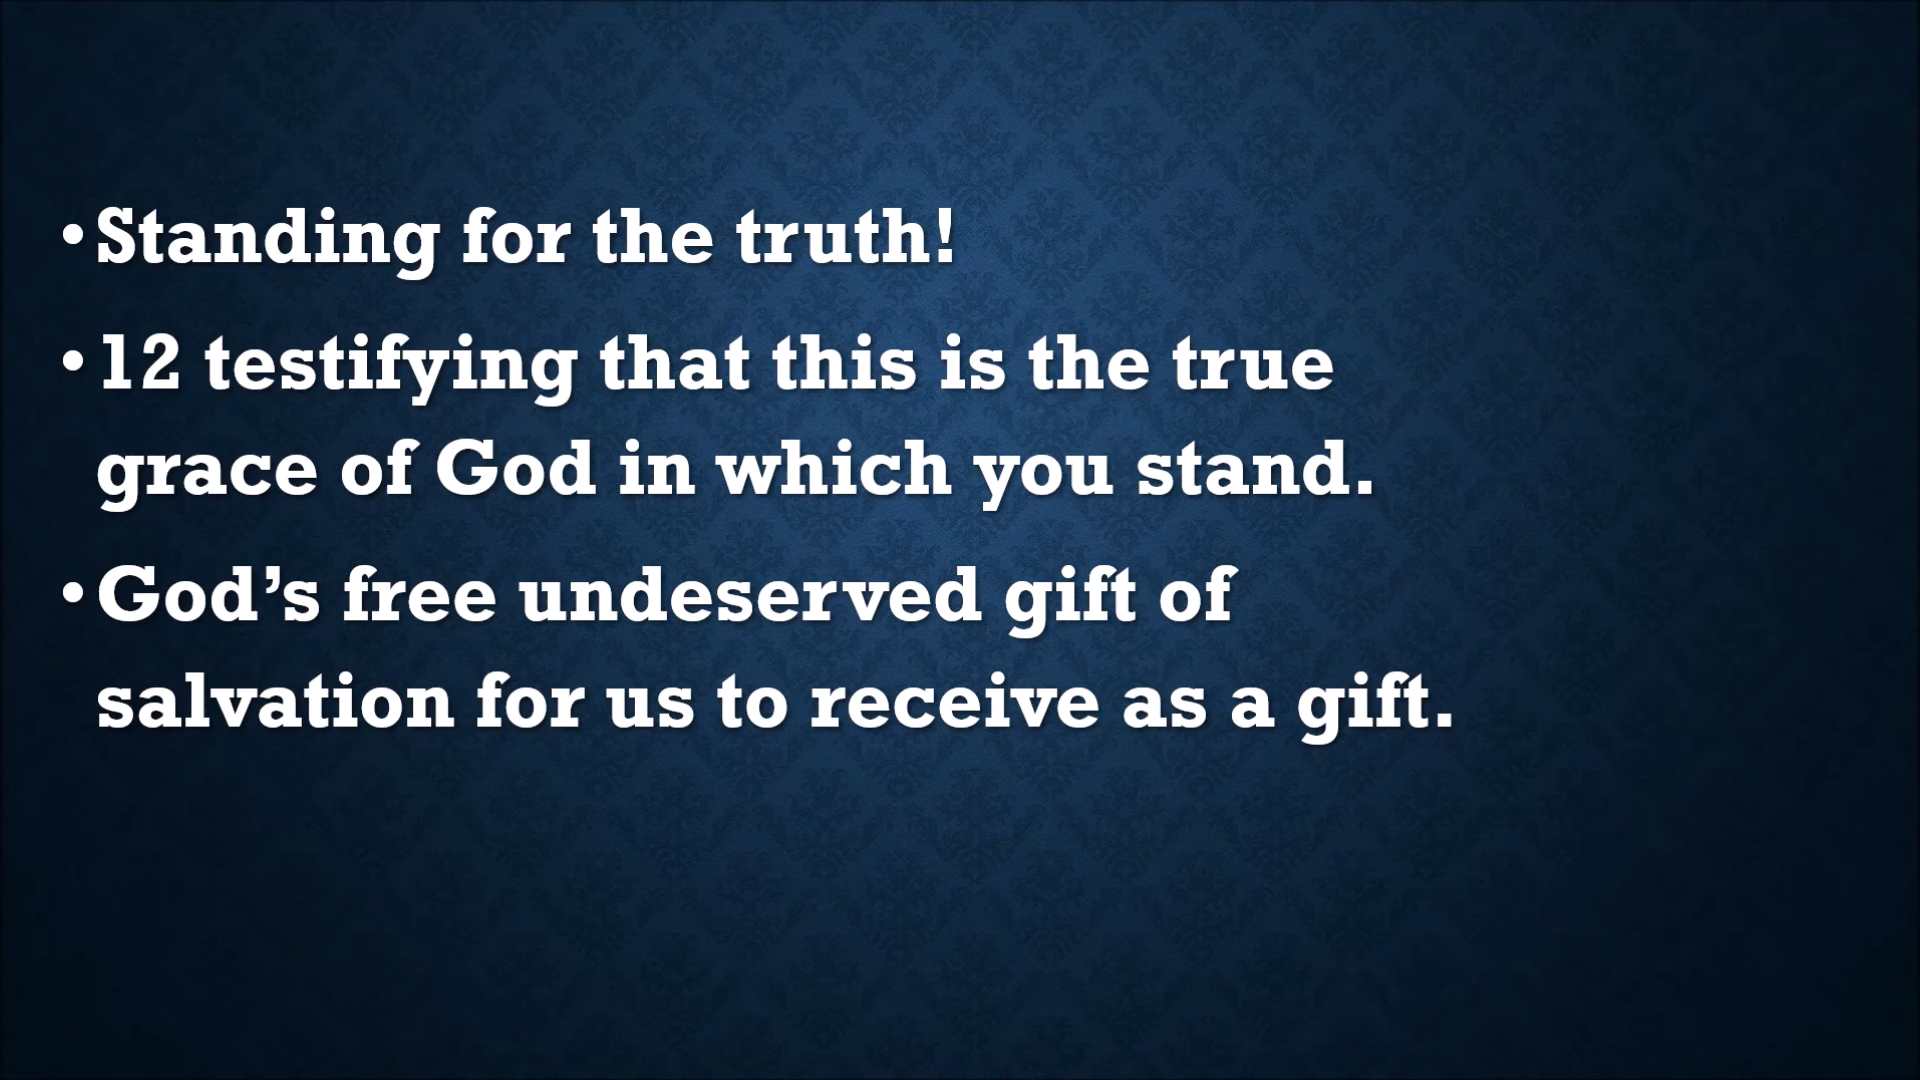 •Standing for the truth!
•12 testifying that this is the true
grace of God in which you stand.
•God’s free undeserved gift of
salvation for us to receive as a gift.